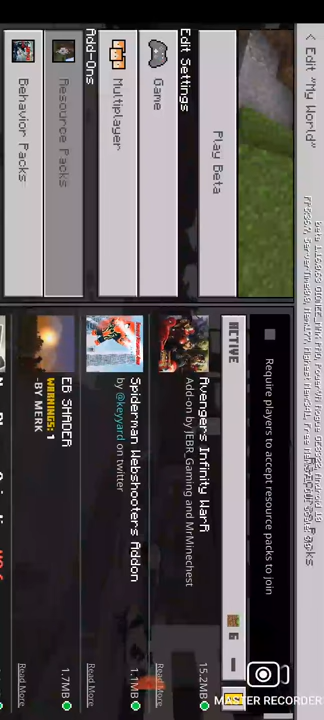 < Edit "My World"
Play Beta
Edit Settings
Game
Multiplayer
Add-Ons
Resource Packs
Behavior Packs
Require players to accept resource packs to join
ACTIVE
6
Avengers Infinity WarA
Add-on by JEBR_Gaming and MrMinechest
15.2MB
Read More
Spiderman Webshooters Addon
by @keyyard on twitter
1.1MB
Read More
EB SHADER
WARNINGS: 1
-BY MERK
1.7MB
Read More
MASTER RECORDER